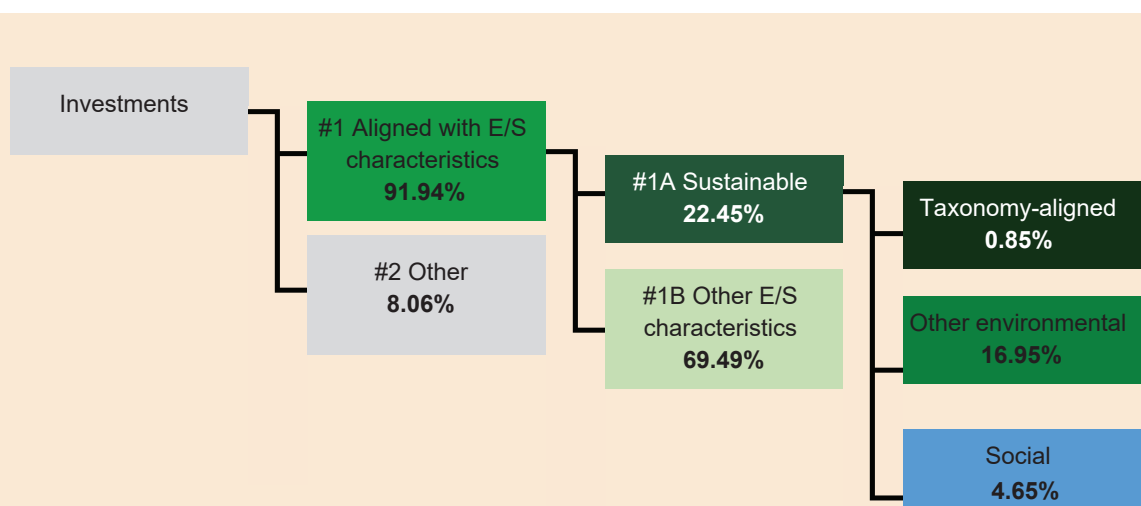 Investments
#1 Aligned with E/S
characteristics
91.94%
#2 Other
8.06%
#1A Sustainable
22.45%
#1B Other E/S
characteristics
69.49%
Taxonomy-aligned
0.85%
Other environmental
16.95%
Social
4.65%